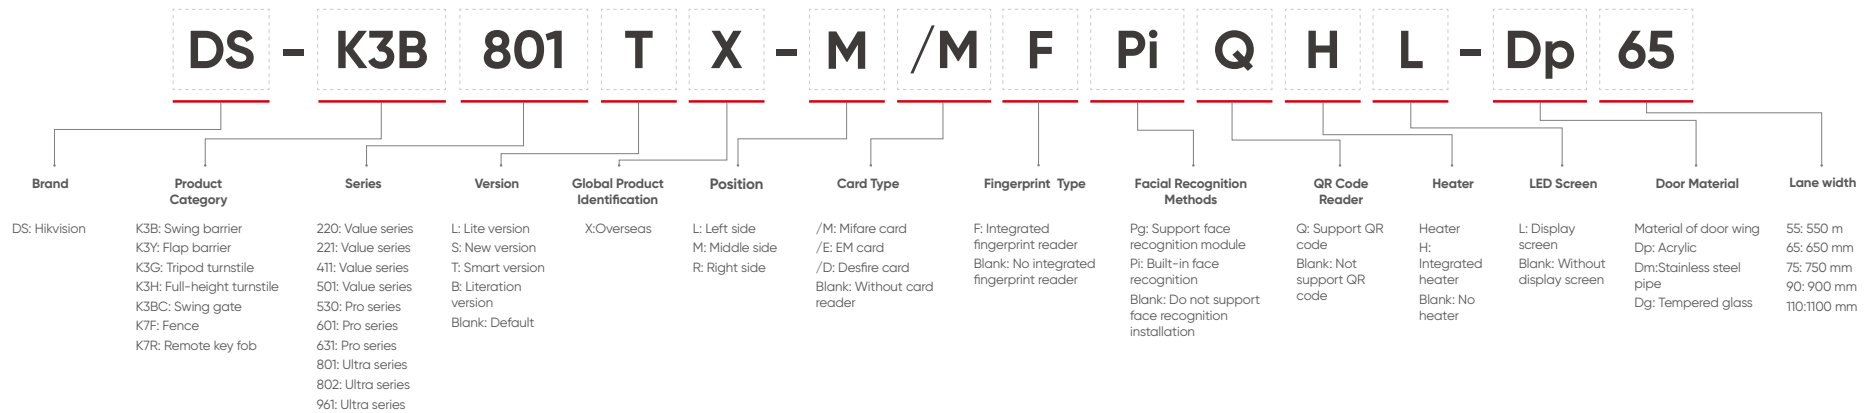 DS - K3B 801 T X - M /M F Pi Q H L - Dp 65
Brand
DS: Hikvision
Product
Category
K3B: Swing barrier
K3Y: Flap barrier
K3G: Tripod turnstile
K3H: Full-height turnstile
K3BC: Swing gate
K7F: Fence
K7R: Remote key fob
Series
220: Value series
221: Value series
411: Value series
501: Value series
530: Pro series
601: Pro series
631: Pro series
801: Ultra series
802: Ultra series
961: Ultra series
Version
L: Lite version
S: New version
T: Smart version
B: Literation
version
Blank: Default
Global Product
Identification
X:Overseas
Position
L: Left side
M: Middle side
R: Right side
Card Type
/M: Mifare card
/E: EM card
/D: Desfire card
Blank: Without card
reader
Fingerprint Type
F: Integrated
fingerprint reader
Blank: No integrated
fingerprint reader
Facial Recognition
Methods
Pg: Support face
recognition module
Pi: Built-in face
recognition
Blank: Do not support
face recognition
installation
QR Code
Reader
Q: Support QR
code
Blank: Not
support QR
code
Heater
Heater
H:
Integrated
heater
Blank: No
heater
LED Screen
L: Display
screen
Blank: Without
display screen
Door Material
Material of door wing
Dp: Acrylic
Dm:Stainless steel
pipe
Dg: Tempered glass
Lane width
55: 550 m
65: 650 mm
75: 750 mm
90: 900 mm
110:1100 mm